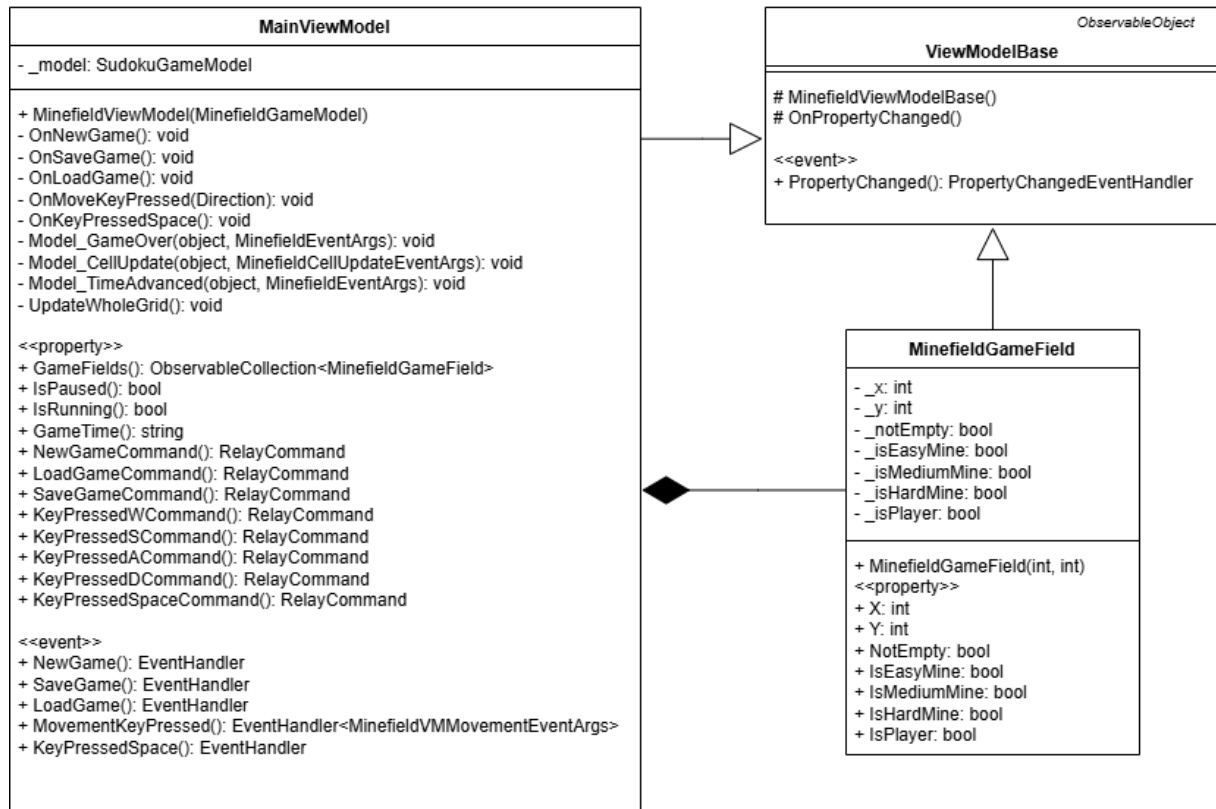 MainViewModel
- _model: SudokuGameModel
+ MinefieldViewModel(MinefieldGameModel)
- OnNewGame(): void
- OnSaveGame(): void
- OnLoadGame(): void
- OnMoveKeyPressed(Direction): void
- OnKeyPressedSpace(): void
- Model_GameOver(object, MinefieldEventArgs): void
- Model_CellUpdate(object, MinefieldCellUpdateEventArgs): void
- Model_TimeAdvanced(object, MinefieldEventArgs): void
- UpdateWholeGrid(): void
<<property>>
+ GameFields(): ObservableCollection<MinefieldGameField>
+ IsPaused(): bool
+ IsRunning(): bool
+ GameTime(): string
+ NewGameCommand(): RelayCommand
+ LoadGameCommand(): RelayCommand
+ SaveGameCommand(): RelayCommand
+ KeyPressedWCommand(): RelayCommand
+ KeyPressedSCommand(): RelayCommand
+ KeyPressedACommand(): RelayCommand
+ KeyPressedDCommand(): RelayCommand
+ KeyPressedSpaceCommand(): RelayCommand
<<event>>
+ NewGame(): EventHandler
+ SaveGame(): EventHandler
+ LoadGame(): EventHandler
+ MovementKeyPressed(): EventHandler<MinefieldVMMovementEventArgs>
+ KeyPressedSpace(): EventHandler
ObservableObject
ViewModelBase
# MinefieldViewModelBase()
# OnPropertyChanged()
<<event>>
+ PropertyChanged(): PropertyChangedEventHandler
MinefieldGameField
- _x: int
- _y: int
- _notEmpty: bool
- _isEasyMine: bool
- _isMediumMine: bool
- _isHardMine: bool
- _isPlayer: bool
+ MinefieldGameField(int, int)
<<property>>
+ X: int
+ Y: int
+ NotEmpty: bool
+ IsEasyMine: bool
+ IsMediumMine: bool
+ IsHardMine: bool
+ IsPlayer: bool